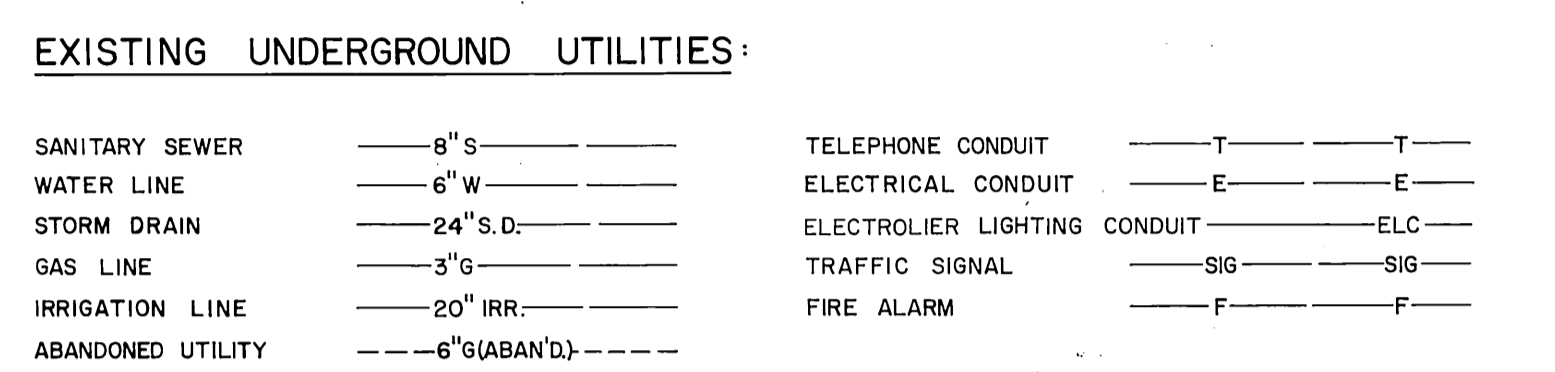 EXISTING UNDERGROUND UTILITIES:
SANITARY SEWER 8" S
WATER LINE 6" W
STORM DRAIN 24" S.D.
GAS LINE 3" G
IRRIGATION LINE 20" IRR.
ABANDONED UTILITY 6"G(ABAN'D.)
TELEPHONE CONDUIT T T
ELECTRICAL CONDUIT E E
ELECTROLIER LIGHTING CONDUIT ELC
TRAFFIC SIGNAL SIG SIG
FIRE ALARM F F